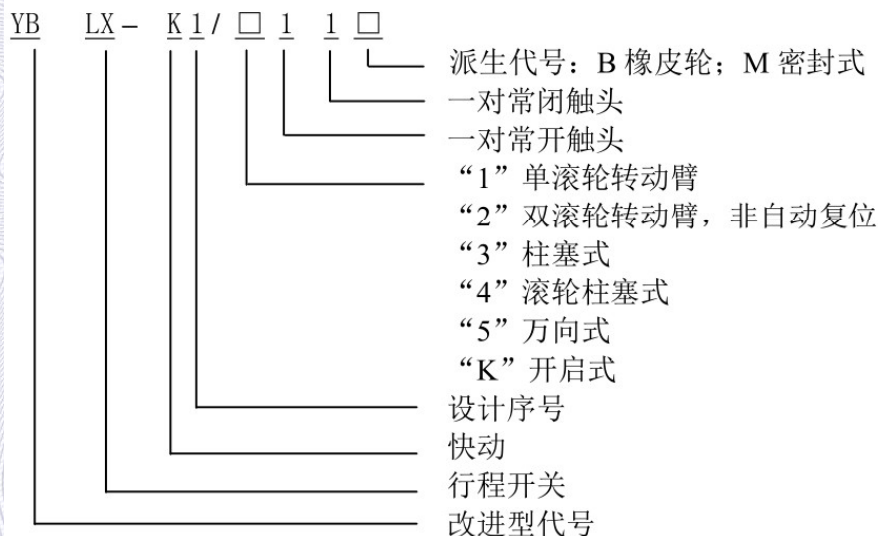 YB LX- K1/□ 1 1□
派生代号：B 橡皮轮；M 密封式
一对常闭触头
一对常开触头
“1”单滚轮转动臂
“2”双滚轮转动臂，非自动复位
“3”柱塞式
“4”滚轮柱塞式
“5”万向式
“K”开启式
设计序号
快动
行程开关
改进型代号